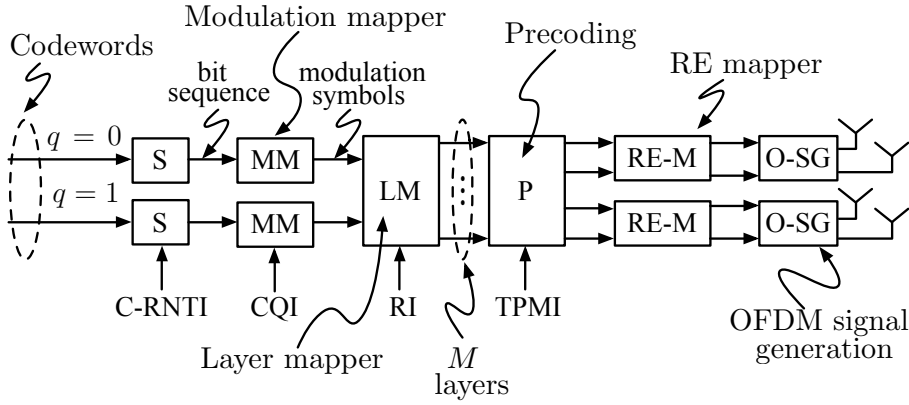 Modulation mapper
Codewords
Precoding
RE mapper
bit
sequence
modulation
symbols
q = 0
S
MM
LM
P
RE-M
O-SG
q = 1
S
MM
RE-M
O-SG
C-RNTI
CQI
RI
TPMI
Layer mapper
M
layers
OFDM signal
generation